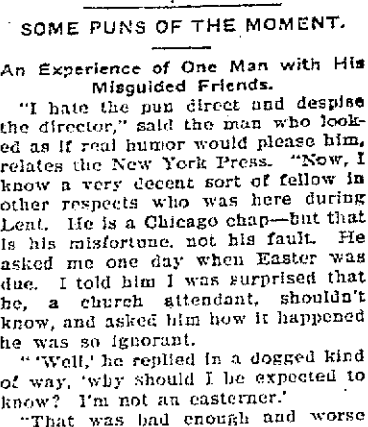 SOME PUNS OF THE MOMENT.
An Experience of One Man with His
Misguided Friends.
"I hate the pun direct and despise
the director," said the man who look-
ed as if real humor would please him,
relates the New York Press. "Now, I
know a very decent sort of fellow in
other respects who was here during
Lent. He is a Chicago chap—but that
is his misfortune, not his fault. He
asked me one day when Easter was
due. I told him I was surprised that
he, a church attendant, shouldn't
know, and asked him how it happened
he was so ignorant.
"'Well,' he replied in a dogged kind
of way, 'why should I be expected to
know? I'm not an easterner.'
"That was bad enough and worse